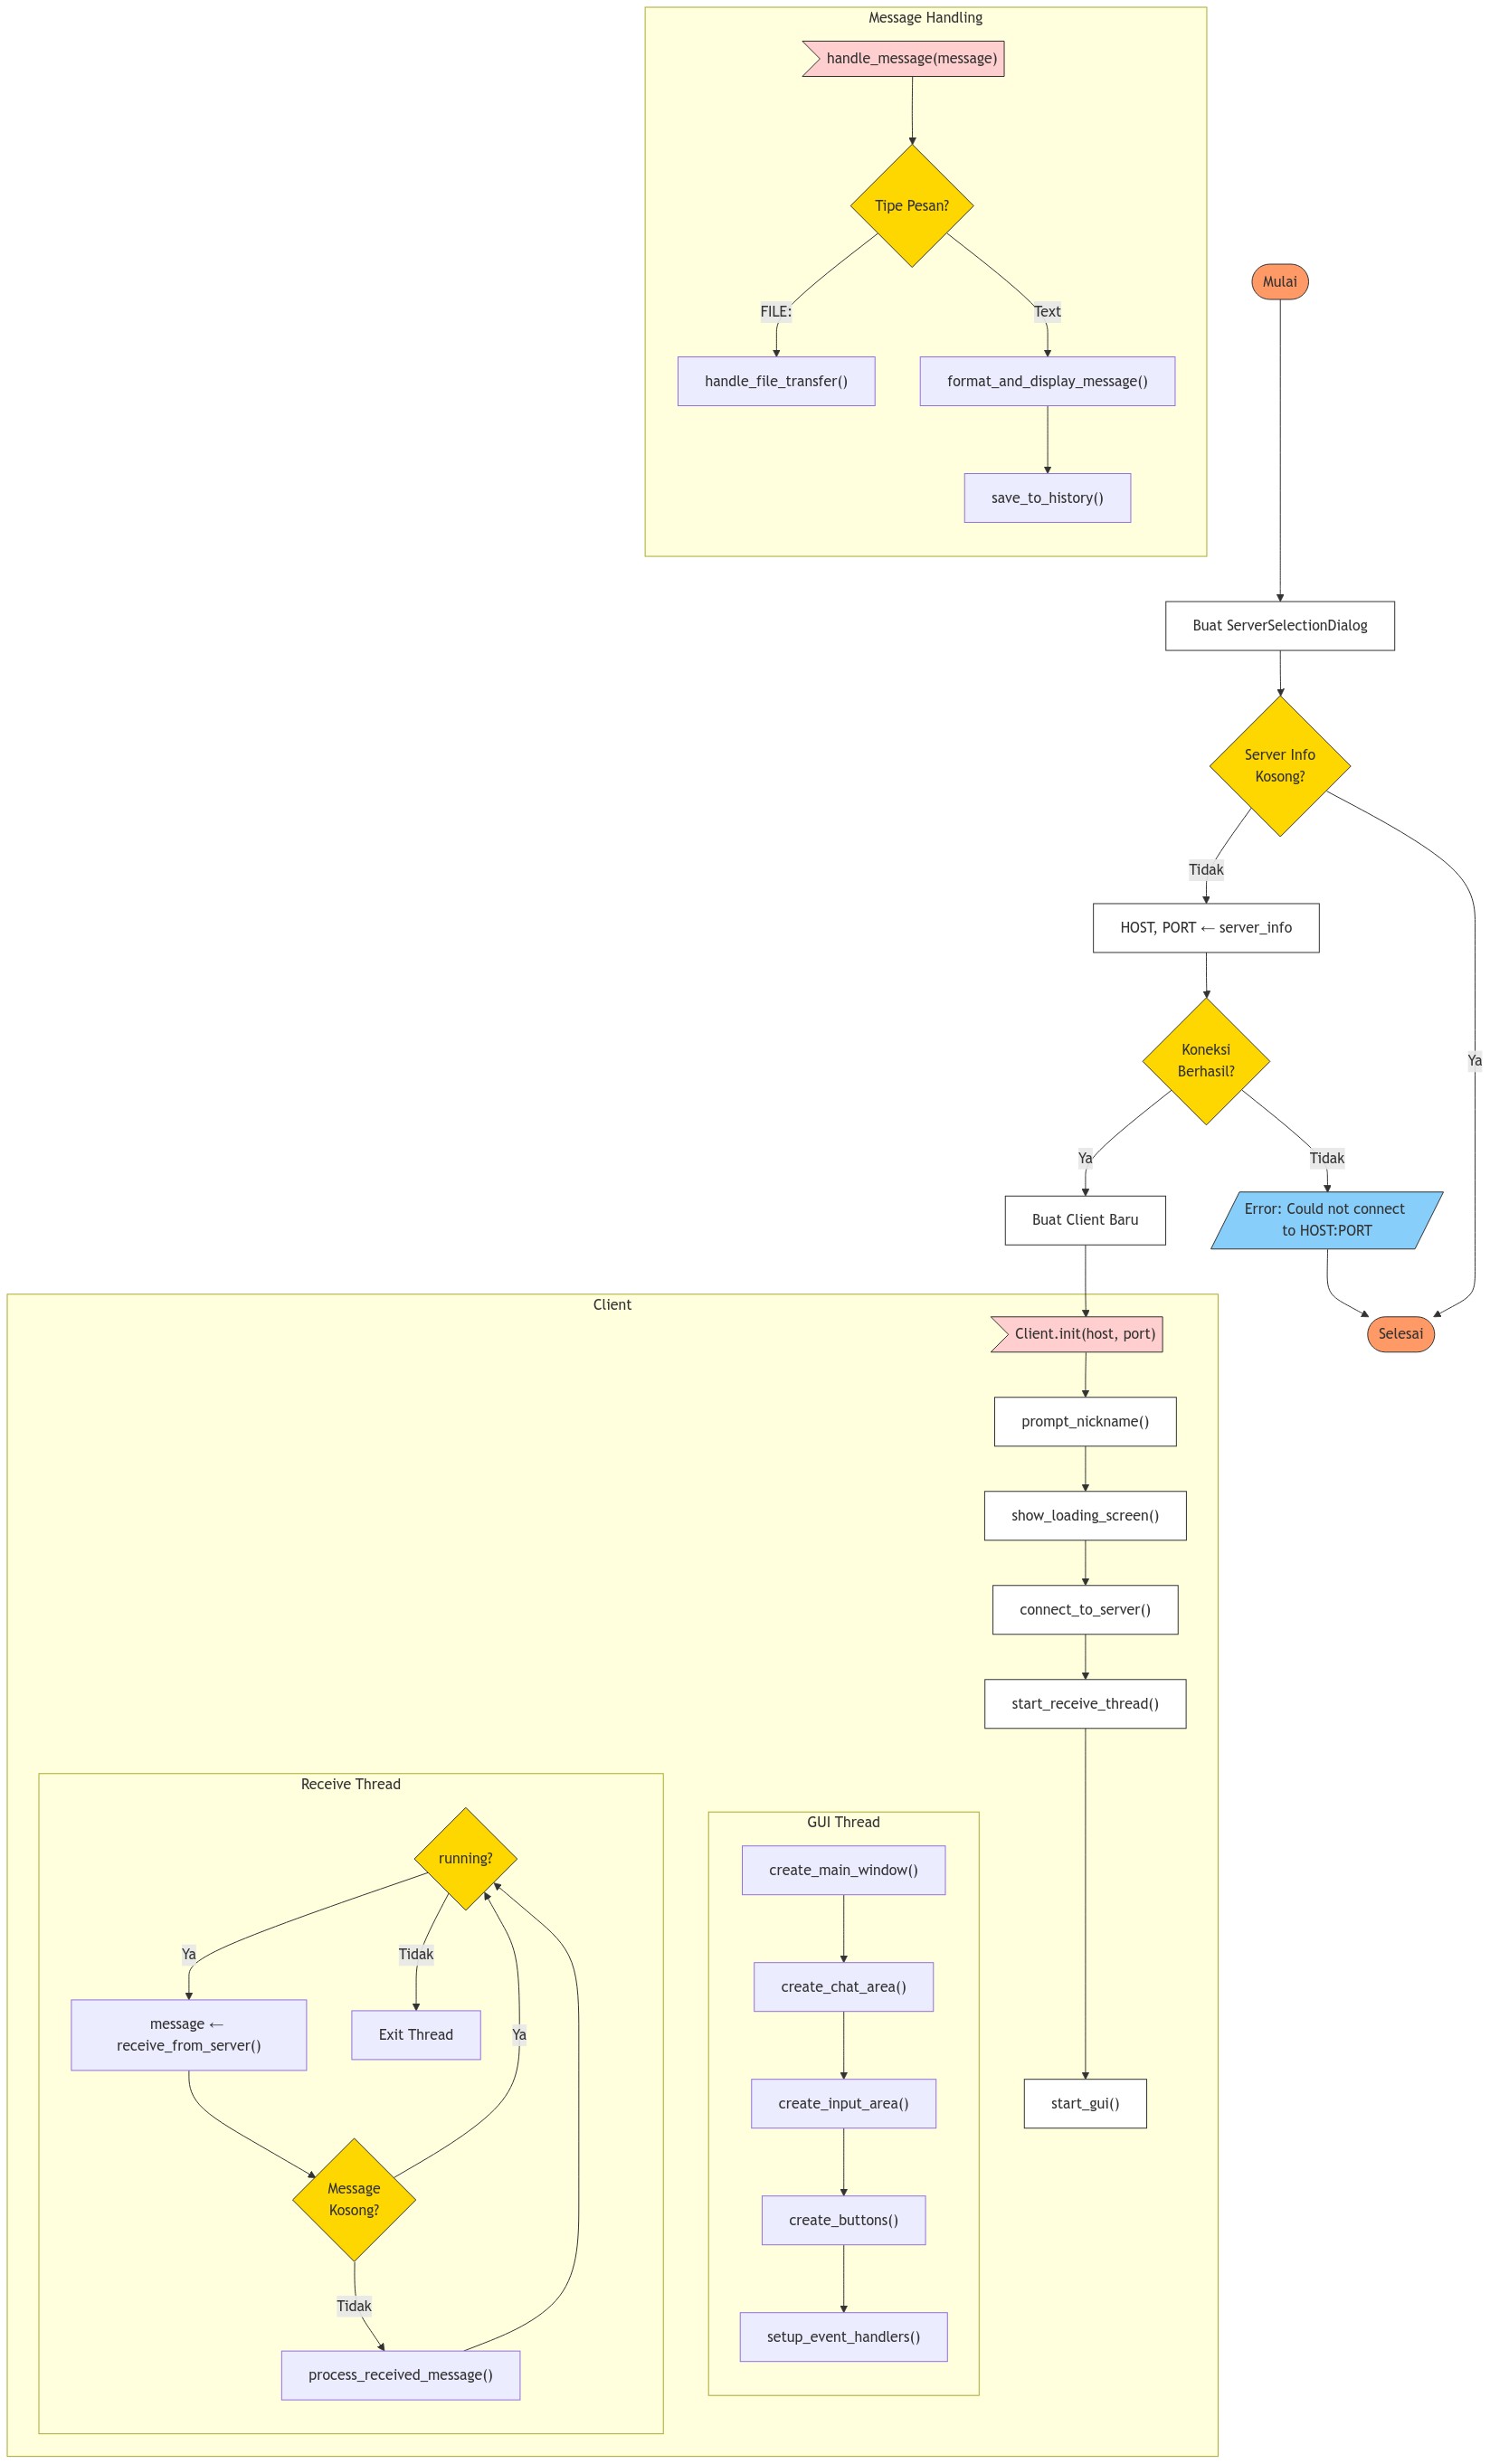 Message Handling
handle_message(message)
Tipe Pesan?
FILE:
Text
handle_file_transfer()
format_and_display_message()
save_to_history()
Mulai
Buat ServerSelectionDialog
Server Info
Kosong?
Tidak
Ya
HOST, PORT ← server_info
Koneksi
Berhasil?
Ya
Tidak
Buat Client Baru
Error: Could not connect
to HOST:PORT
Selesai
Client
Client.init(host, port)
prompt_nickname()
show_loading_screen()
connect_to_server()
start_receive_thread()
start_gui()
Receive Thread
running?
Ya
Tidak
message ←
receive_from_server()
Exit Thread
Ya
Message
Kosong?
Tidak
process_received_message()
GUI Thread
create_main_window()
create_chat_area()
create_input_area()
create_buttons()
setup_event_handlers()